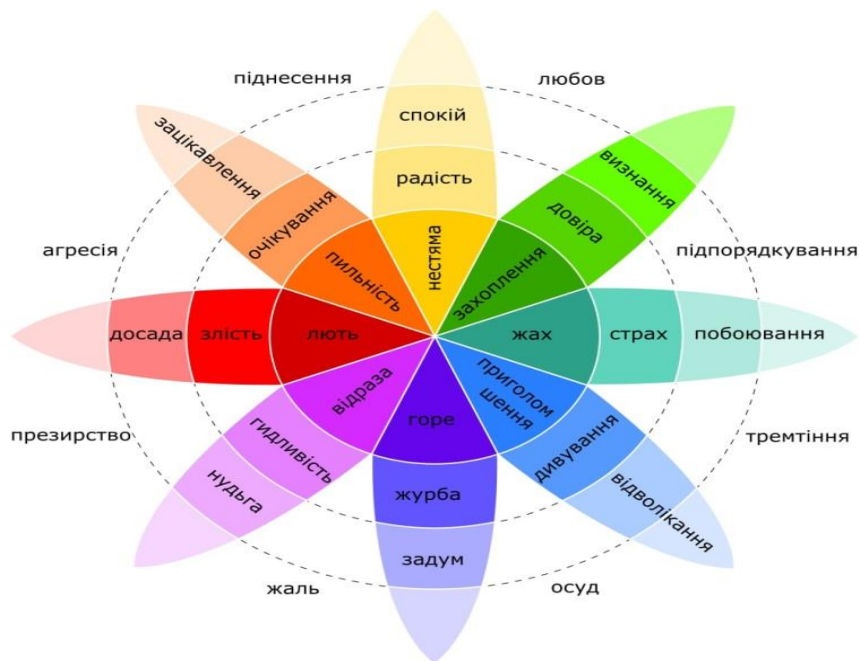 піднесення
любов
спокій
зацікавлення
визнання
радість
очікування
довіра
агресія
підпорядкування
пильність
нестяма
захоплення
досада
злість
лють
жах
страх
побоювання
відраза
приголом
шення
горе
гидливість
дивування
презирство
тремтіння
нудьга
журба
відволікання
задум
жаль
осуд